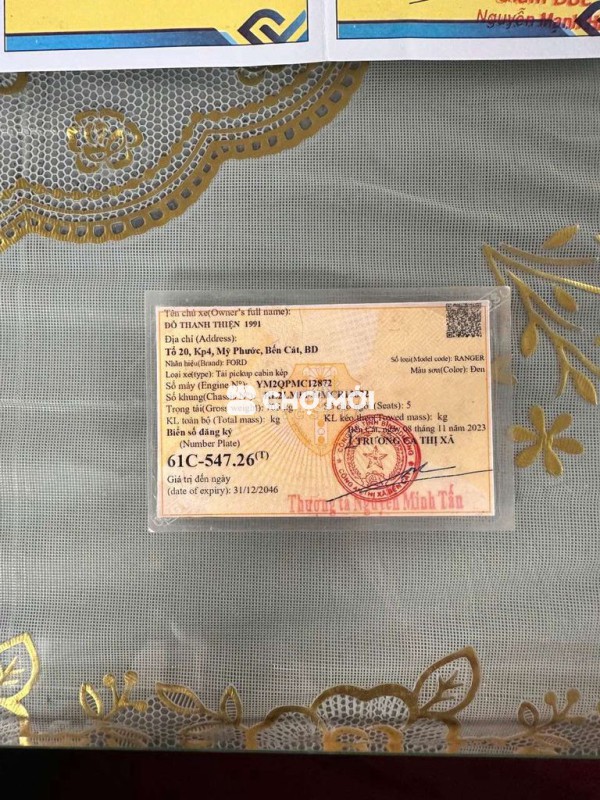 Nguyễn Mạnh
Tên chủ xe(Owner's full name):
ĐỖ THANH THIỆN 1991
Địa chỉ (Address):
Tổ 20, Kp4, Mỹ Phước, Bến Cát, BD
Nhãn hiệu(Brand): FORD
Số loại(Model code): RANGER
Loại xe(type): Tải pickup cabin kép
Màu sơn(Color): Đen
Số máy (Engine N): YM2QPMC12872
Số khung(Chass
Trọng tải(Gross
(Seats): 5
KL toàn bộ (Total mass): kg
KL kéo theo(Towed mass): kg
Biển số đăng ký
Bến Cát, ngày 08 tháng 11 năm 2023
(Number Plate)
TRƯỞNG CA THỊ XÃ
61C-547.26(T)
Giá trị đến ngày
(date of expiry): 31/12/2046
Thượng tá Nguyễn Minh Tấn
CHỢ MỚI